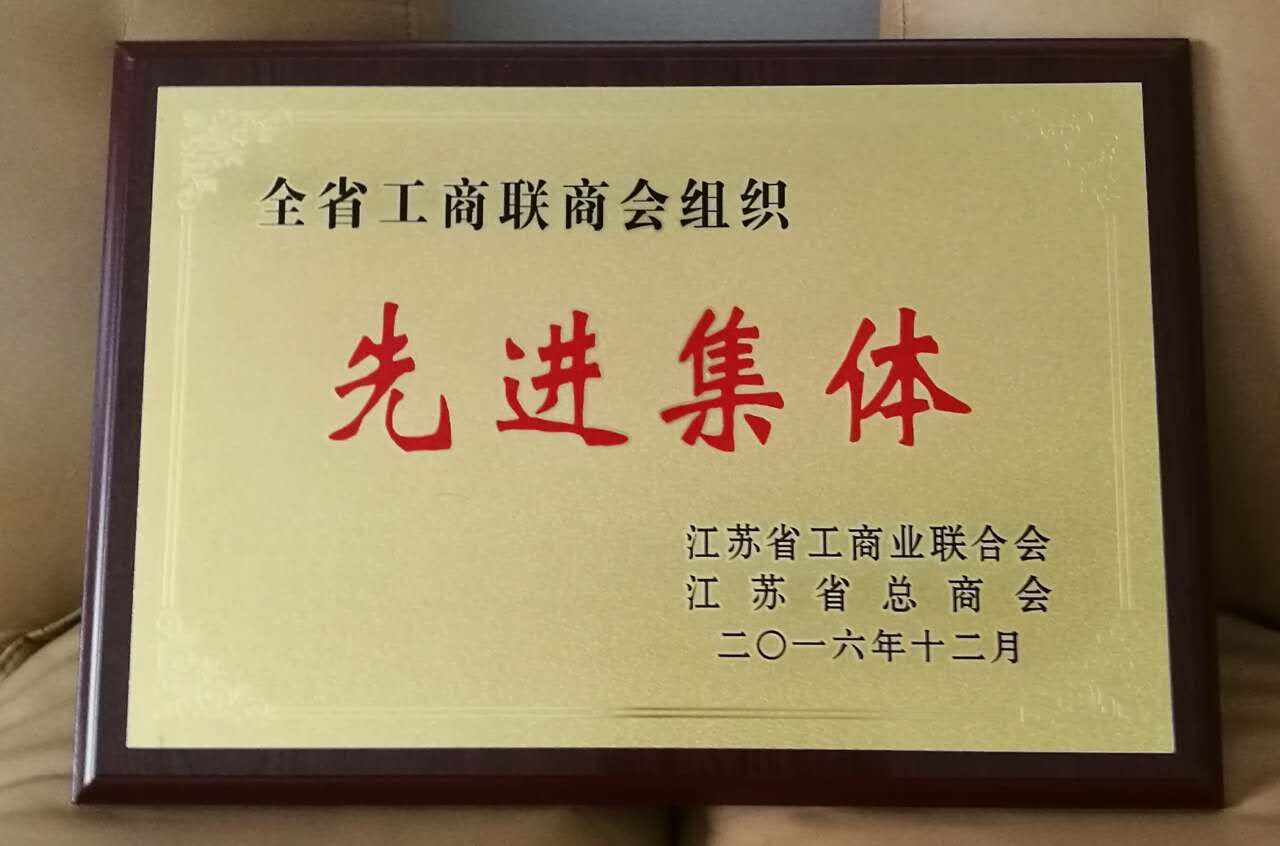 全省工商联商会组织
先进集体
江苏省工商业联合会
江苏省总商会
二〇一六年十二月